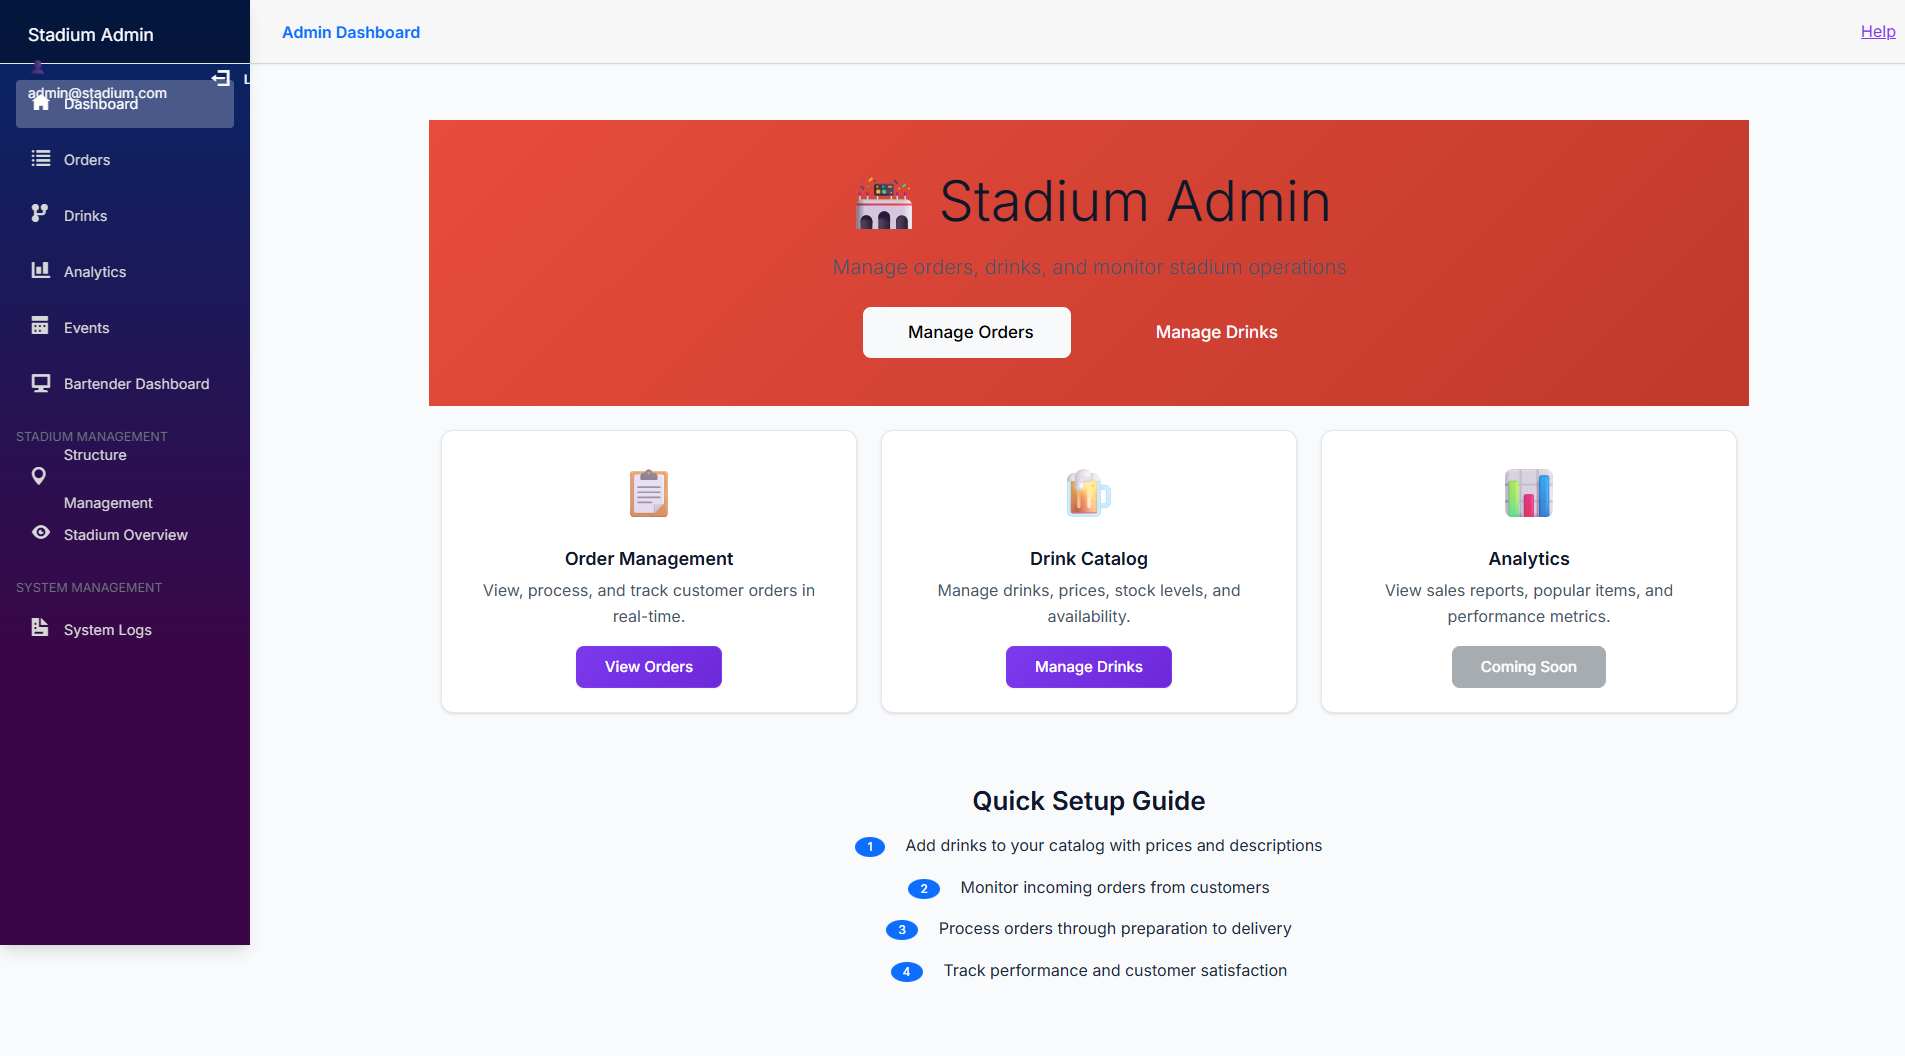 Stadium Admin
admin@stadium.com
L
Dashboard
Orders
Drinks
Analytics
Events
Bartender Dashboard
STADIUM MANAGEMENT
Structure
Management
Stadium Overview
SYSTEM MANAGEMENT
System Logs
Admin Dashboard
Help
Stadium Admin
Manage orders, drinks, and monitor stadium operations
Manage Orders
Manage Drinks
Order Management
View, process, and track customer orders in
real-time.
View Orders
Drink Catalog
Manage drinks, prices, stock levels, and
availability.
Manage Drinks
Analytics
View sales reports, popular items, and
performance metrics.
Coming Soon
Quick Setup Guide
1 Add drinks to your catalog with prices and descriptions
2 Monitor incoming orders from customers
3 Process orders through preparation to delivery
4 Track performance and customer satisfaction